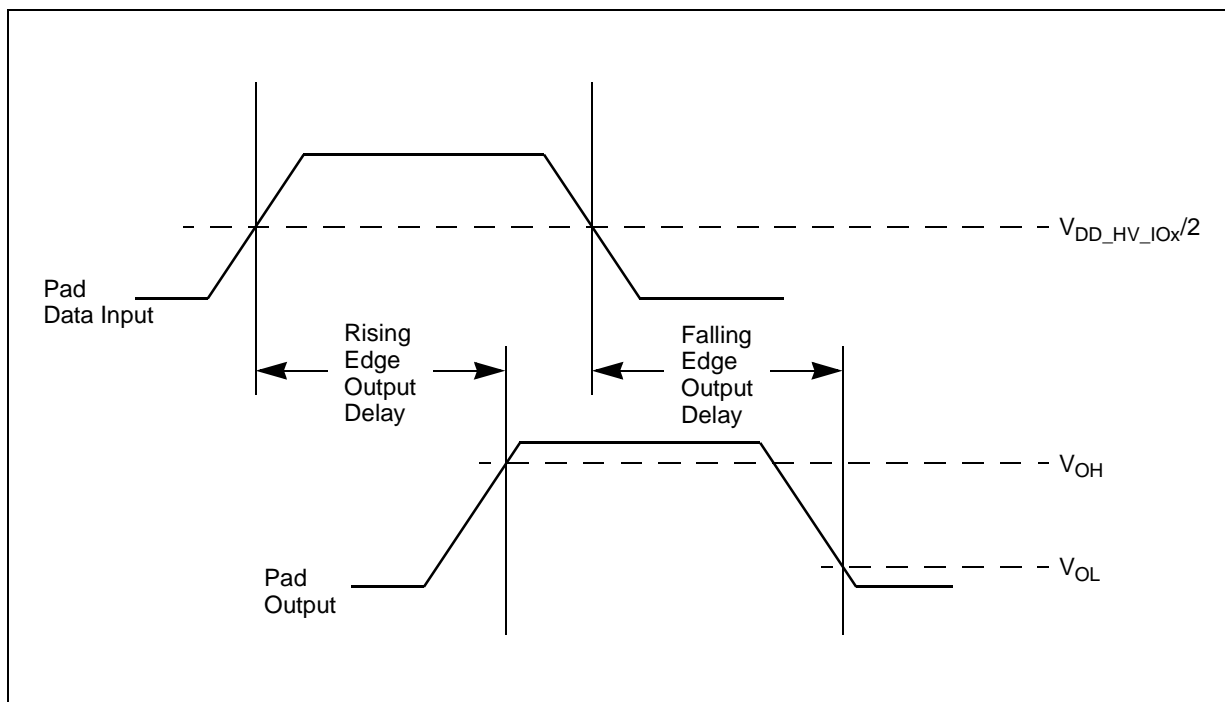 V_DD_HV_IOx/2
Pad
Data Input
Rising
Edge
Output
Delay
Falling
Edge
Output
Delay
V_OH
V_OL
Pad
Output